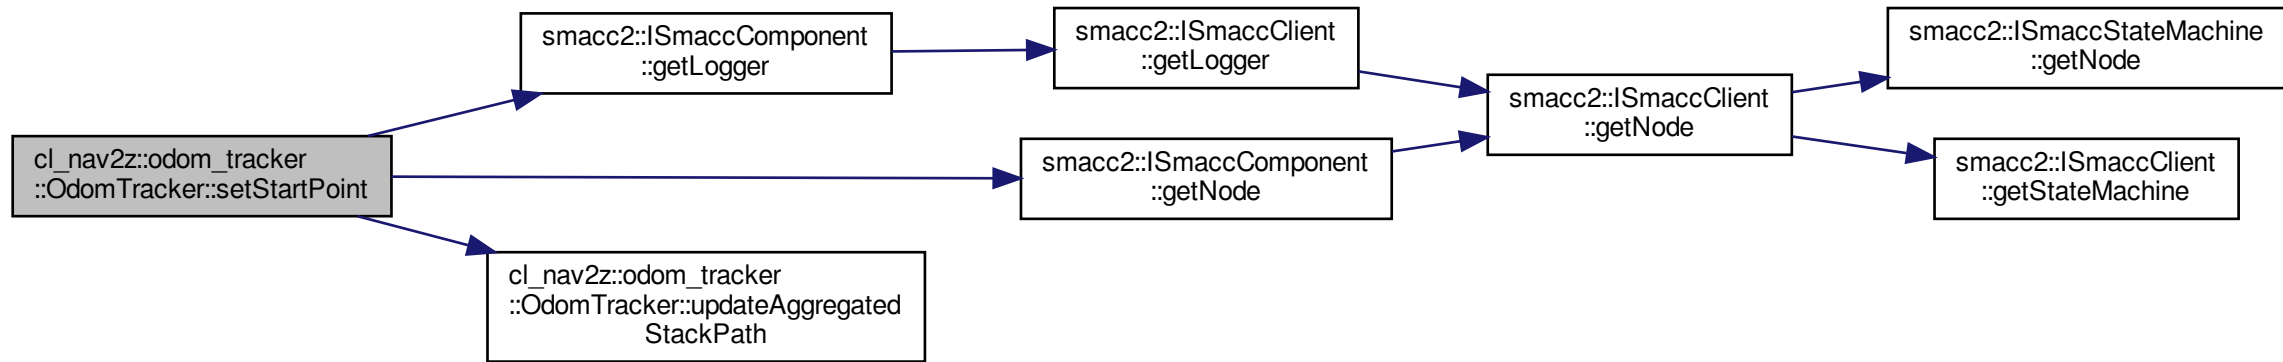 cl_nav2z::odom_tracker
::OdomTracker::setStartPoint
smacc2::ISmaccComponent
::getLogger
smacc2::ISmaccClient
::getLogger
smacc2::ISmaccClient
::getNode
smacc2::ISmaccStateMachine
::getNode
smacc2::ISmaccClient
::getStateMachine
smacc2::ISmaccComponent
::getNode
cl_nav2z::odom_tracker
::OdomTracker::updateAggregated
StackPath